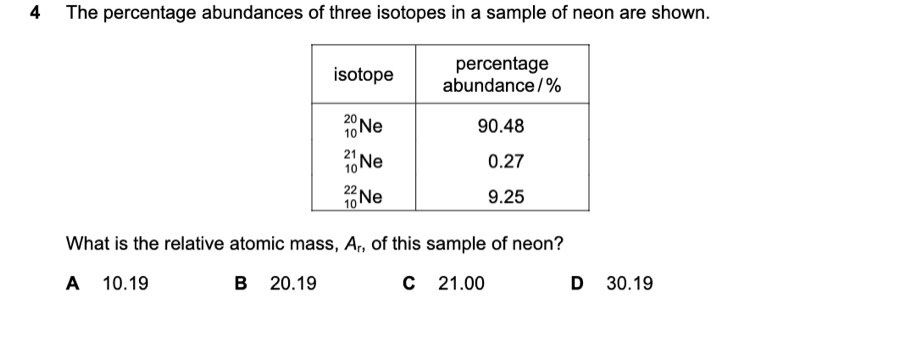 4 The percentage abundances of three isotopes in a sample of neon are shown.
isotope percentage abundance / %
²⁰₁₀Ne 90.48
²¹₁₀Ne 0.27
²²₁₀Ne 9.25
What is the relative atomic mass, Aᵣ, of this sample of neon?
A 10.19 B 20.19 C 21.00 D 30.19